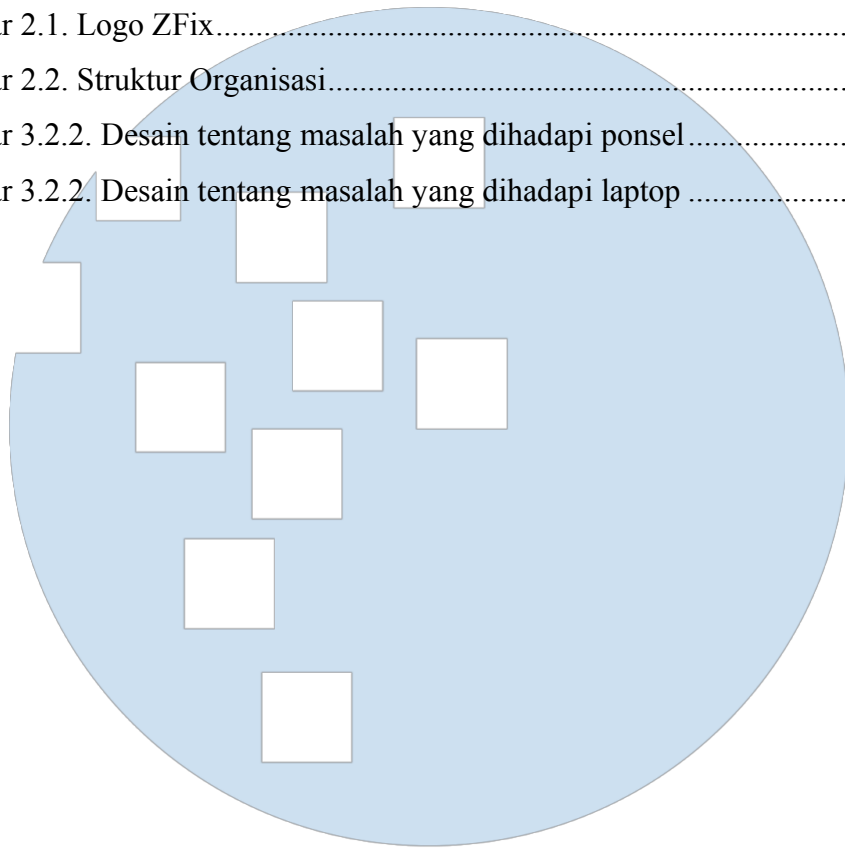 r 2.1. Logo ZFix....................................................................................
r 2.2. Struktur Organisasi......................................................................
r 3.2.2. Desain tentang masalah yang dihadapi ponsel.....................
r 3.2.2. Desain tentang masalah yang dihadapi laptop .....................